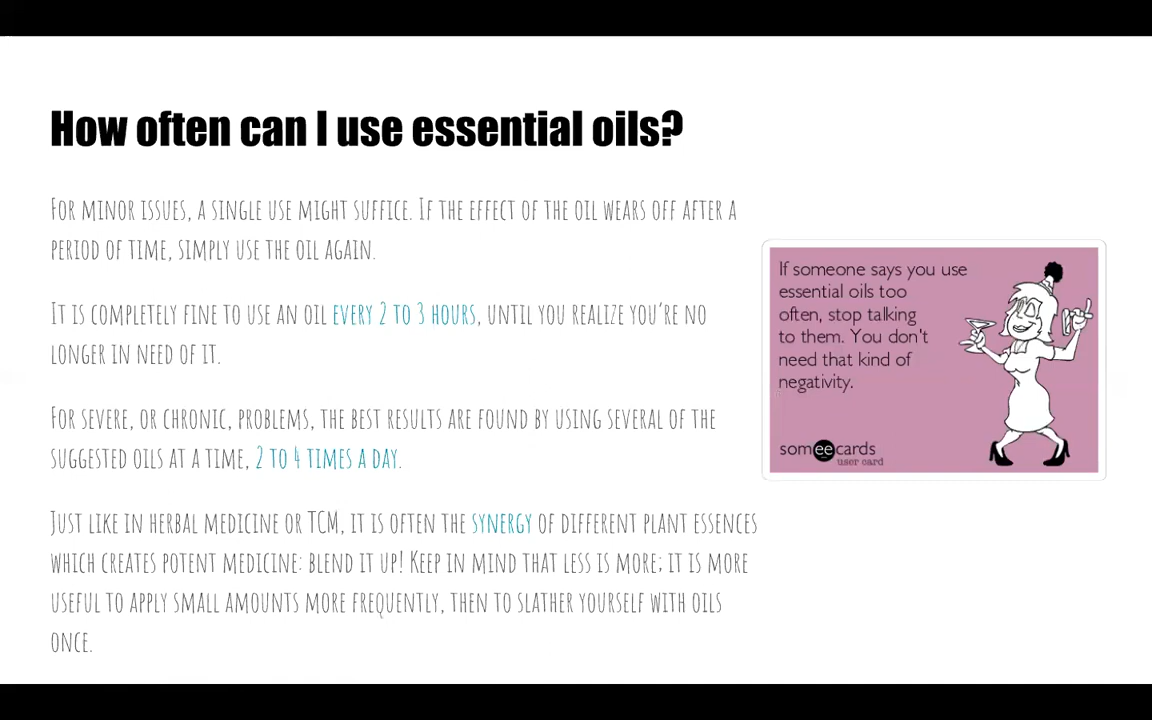 How often can I use essential oils?
For minor issues, a single use might suffice. If the effect of the oil wears off after a
period of time, simply use the oil again.
It is completely fine to use an oil every 2 to 3 hours, until you realize you're no
longer in need of it.
For severe, or chronic, problems, the best results are found by using several of the
suggested oils at a time, 2 to 4 times a day.
Just like in herbal medicine or TCM, it is often the synergy of different plant essences
which creates potent medicine: blend it up! Keep in mind that less is more; it is more
useful to apply small amounts more frequently, then to slather yourself with oils
once.
If someone says you use
essential oils too
often, stop talking
to them. You don't
need that kind of
negativity.
someecards
user card